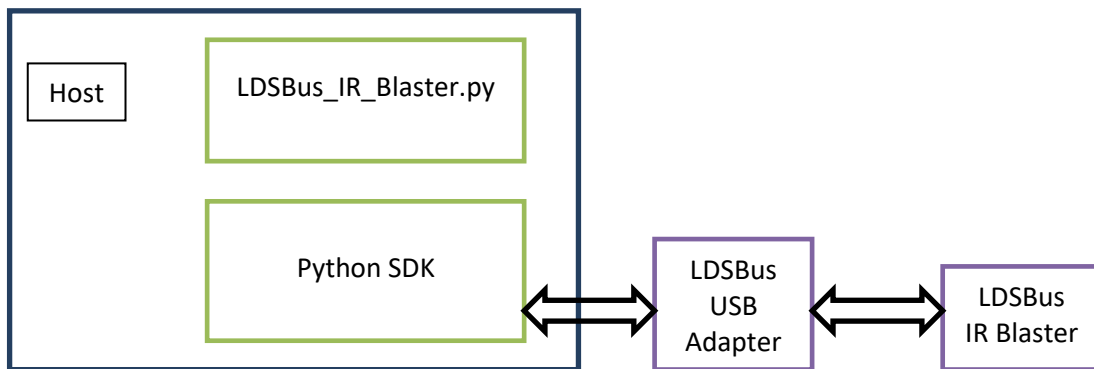 Host
LDSBus_IR_Blaster.py
Python SDK
LDSBus
USB
Adapter
LDSBus
IR Blaster